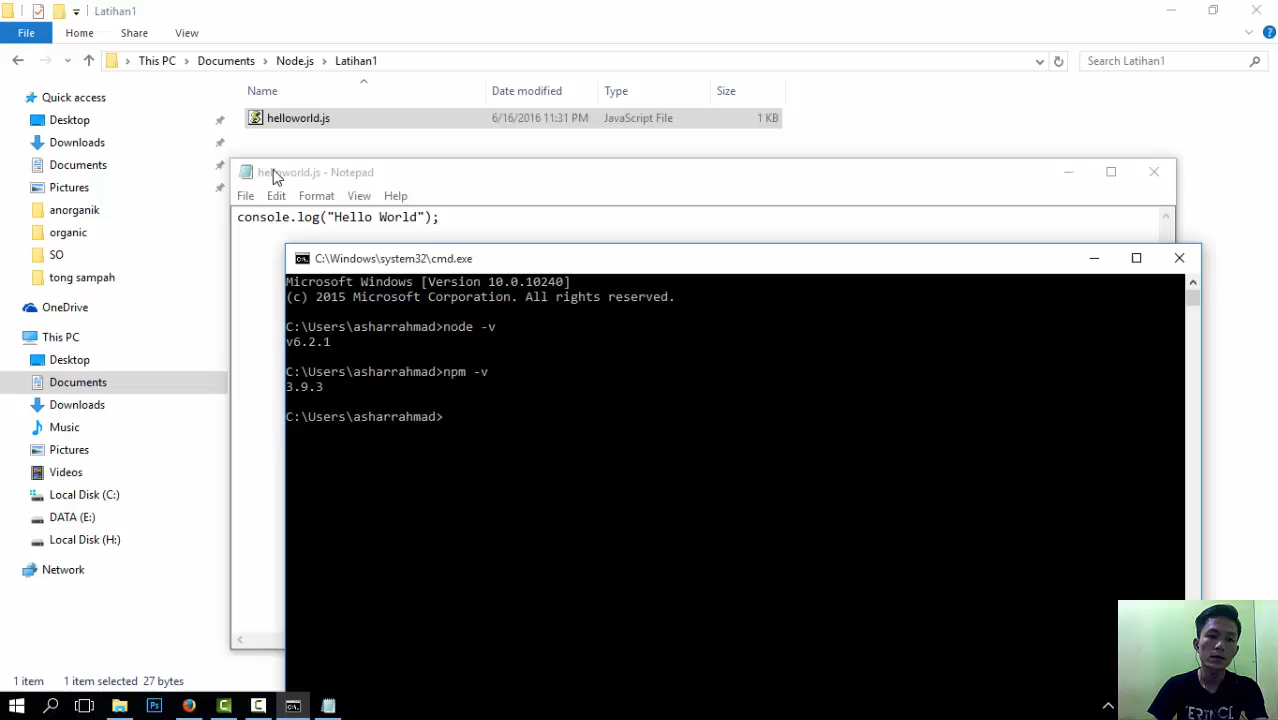 Latihan1
File Home Share View
This PC Documents Node.js Latihan1
Search Latihan1
Name Date modified Type Size
helloworld.js 6/16/2016 11:31 PM JavaScript File 1 KB
Quick access
Desktop
Downloads
Documents
Pictures
anorganik
organic
SO
tong sampah
OneDrive
This PC
Desktop
Documents
Downloads
Music
Pictures
Videos
Local Disk (C:)
DATA (E:)
Local Disk (H:)
Network
1 item 1 item selected 27 bytes
helloworld.js - Notepad
File Edit Format View Help
console.log("Hello World");
C:\Windows\system32\cmd.exe
Microsoft Windows [Version 10.0.10240]
(c) 2015 Microsoft Corporation. All rights reserved.
C:\Users\asharrahmad>node -v
v6.2.1
C:\Users\asharrahmad>npm -v
3.9.3
C:\Users\asharrahmad>
Ps